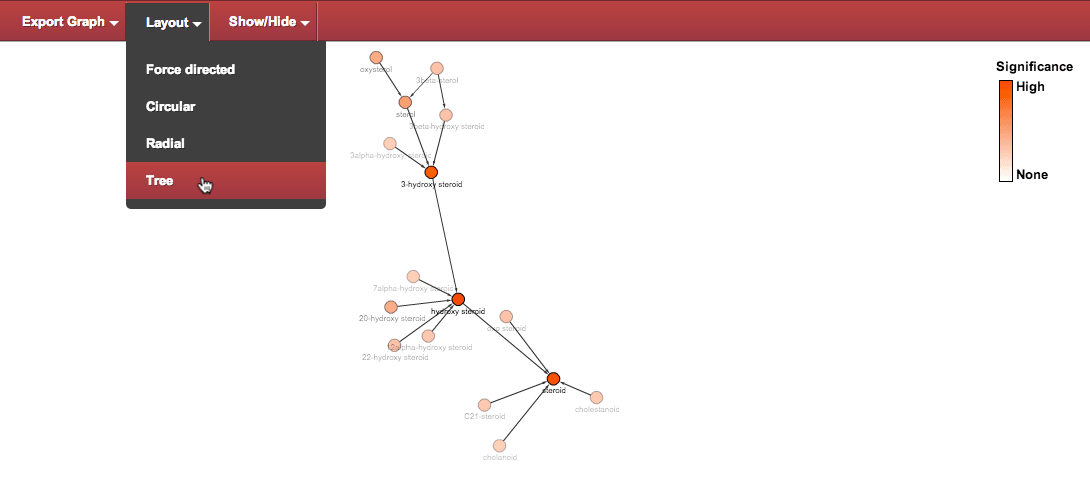 Export Graph
Layout
Show/Hide
Force directed
Circular
Radial
Tree
Significance
High
None
oxysterol
3beta-sterol
sterol
3beta-hydroxy steroid
3alpha-hydroxy steroid
3-hydroxy steroid
7alpha-hydroxy steroid
hydroxy steroid
20-hydroxy steroid
oxo steroid
12alpha-hydroxy steroid
22-hydroxy steroid
steroid
C21-steroid
cholestanoid
cholanoid